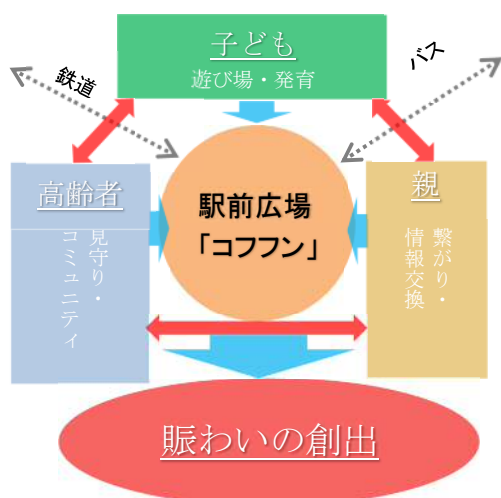 子ども
遊び場・発育
鉄道
バス
高齢者
見守り・
コミュニティ
駅前広場
「コフフン」
親
繋がり・
情報交換
賑わいの創出